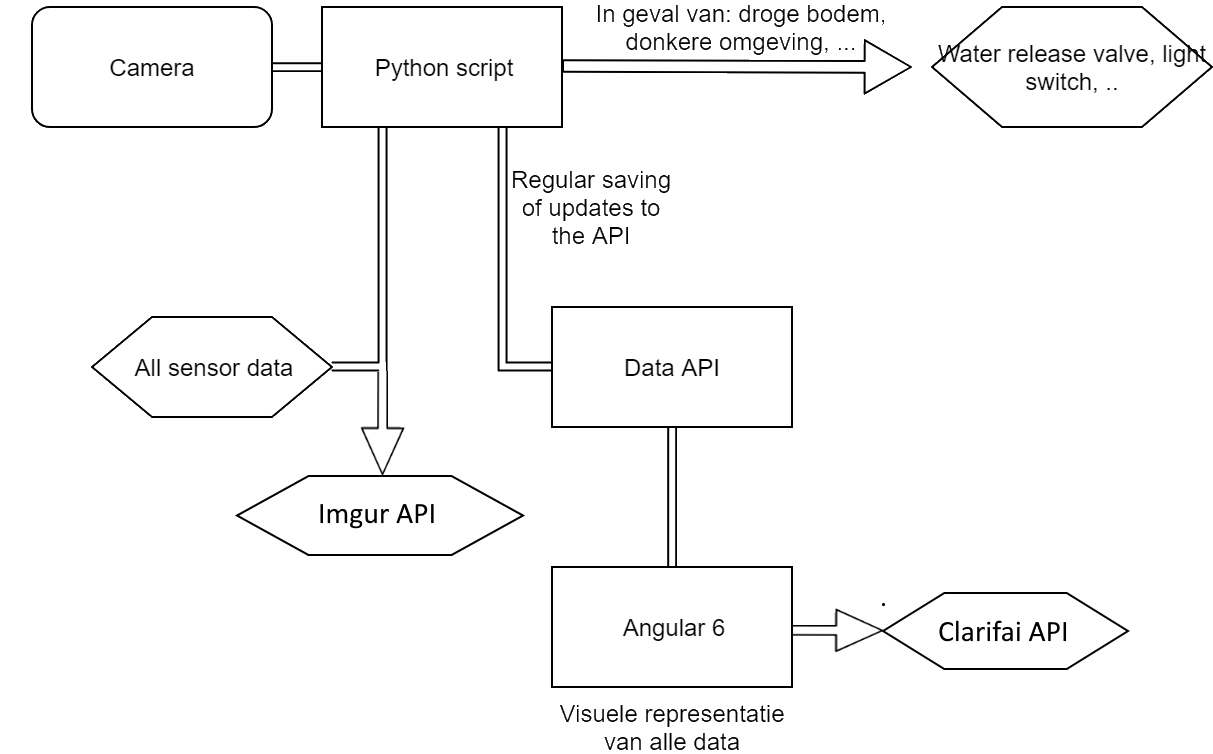 In geval van: droge bodem,
donkere omgeving, ...
Camera
Python script
Water release valve, light
switch, ..
Regular saving
of updates to
the API
All sensor data
Data API
Imgur API
Angular 6
Clarifai API
Visuele representatie
van alle data